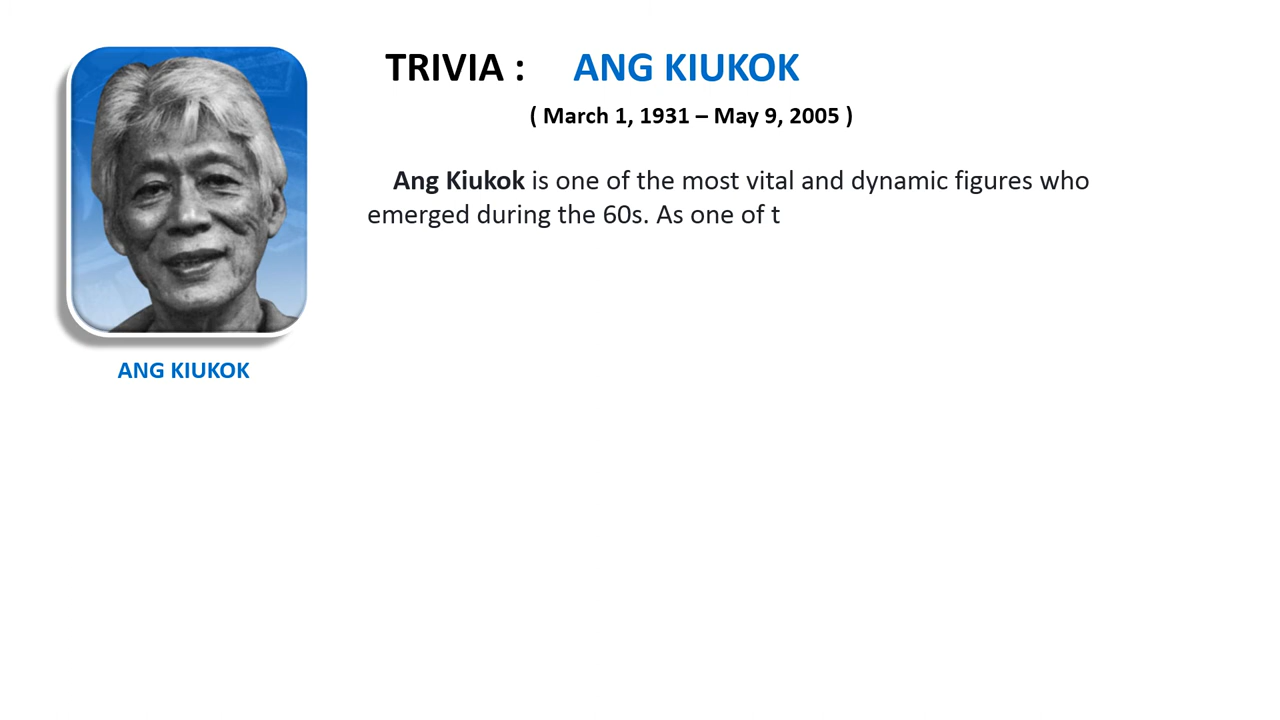 TRIVIA : ANG KIUKOK
( March 1, 1931 – May 9, 2005 )
Ang Kiukok is one of the most vital and dynamic figures who
emerged during the 60s. As one of t
ANG KIUKOK